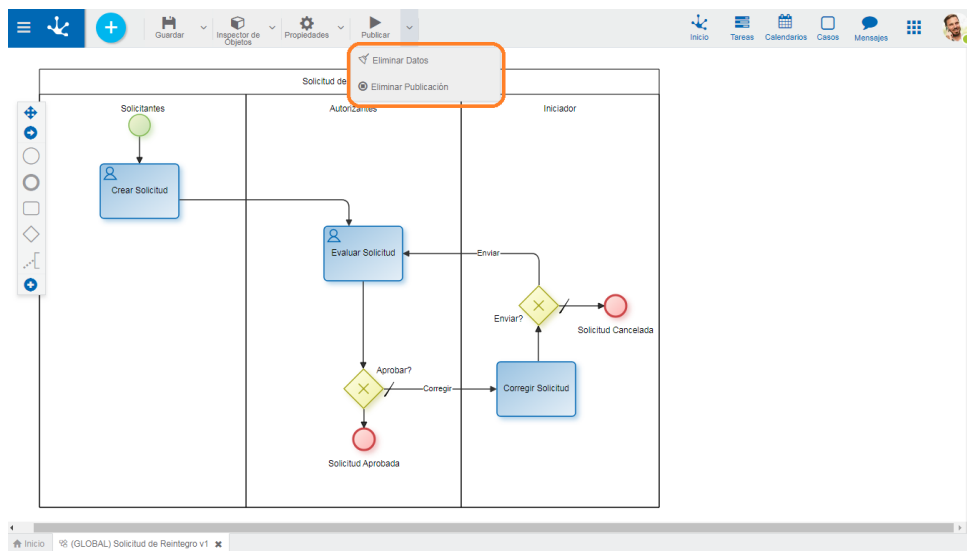 Guardar
Inspector de
Objetos
Propiedades
Publicar
Inicio
Tareas
Calendarios
Casos
Mensajes
Eliminar Datos
Eliminar Publicación
Solicitud de
Solicitantes
Autorizantes
Iniciador
Crear Solicitud
Evaluar Solicitud
Enviar
Enviar?
Solicitud Cancelada
Aprobar?
Corregir
Corregir Solicitud
Solicitud Aprobada
Inicio
(GLOBAL) Solicitud de Reintegro v1